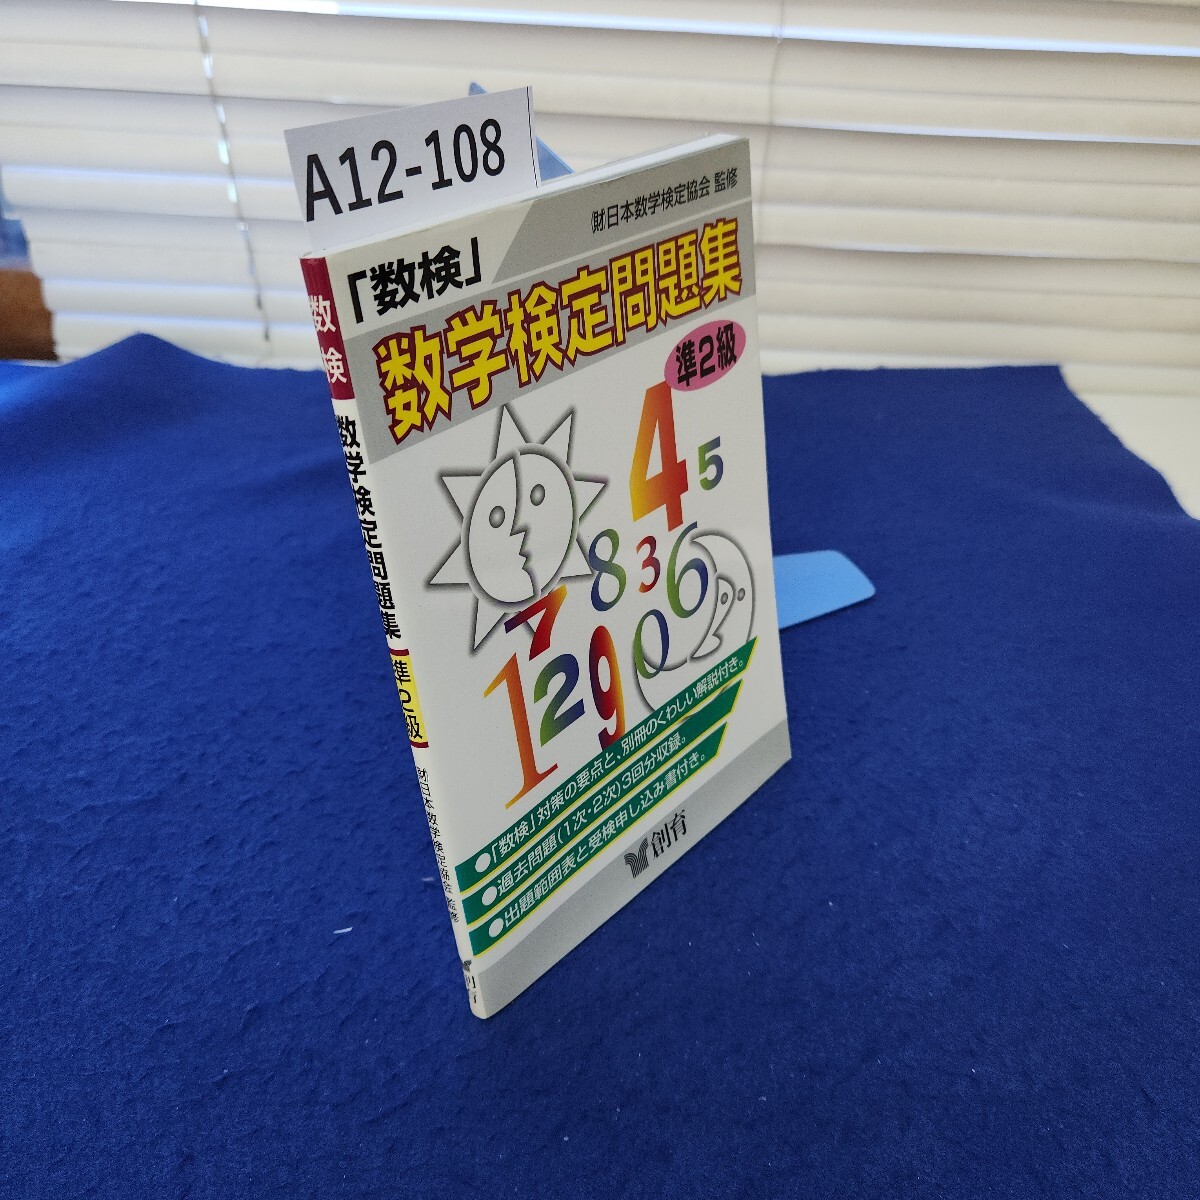 A12-108
(財)日本数学検定協会 監修
「数検」
数学検定問題集
準2級
4
5
8
3
6
7
1
2
9
0
●「数検」対策の要点と、別冊のくわしい解説付き。
●過去問題(1次・2次)3回分収録。
●出題範囲表と受検申し込み書付き。
創育
数検
数学検定問題集
準2級
財日本数学検定協会 監修
創育